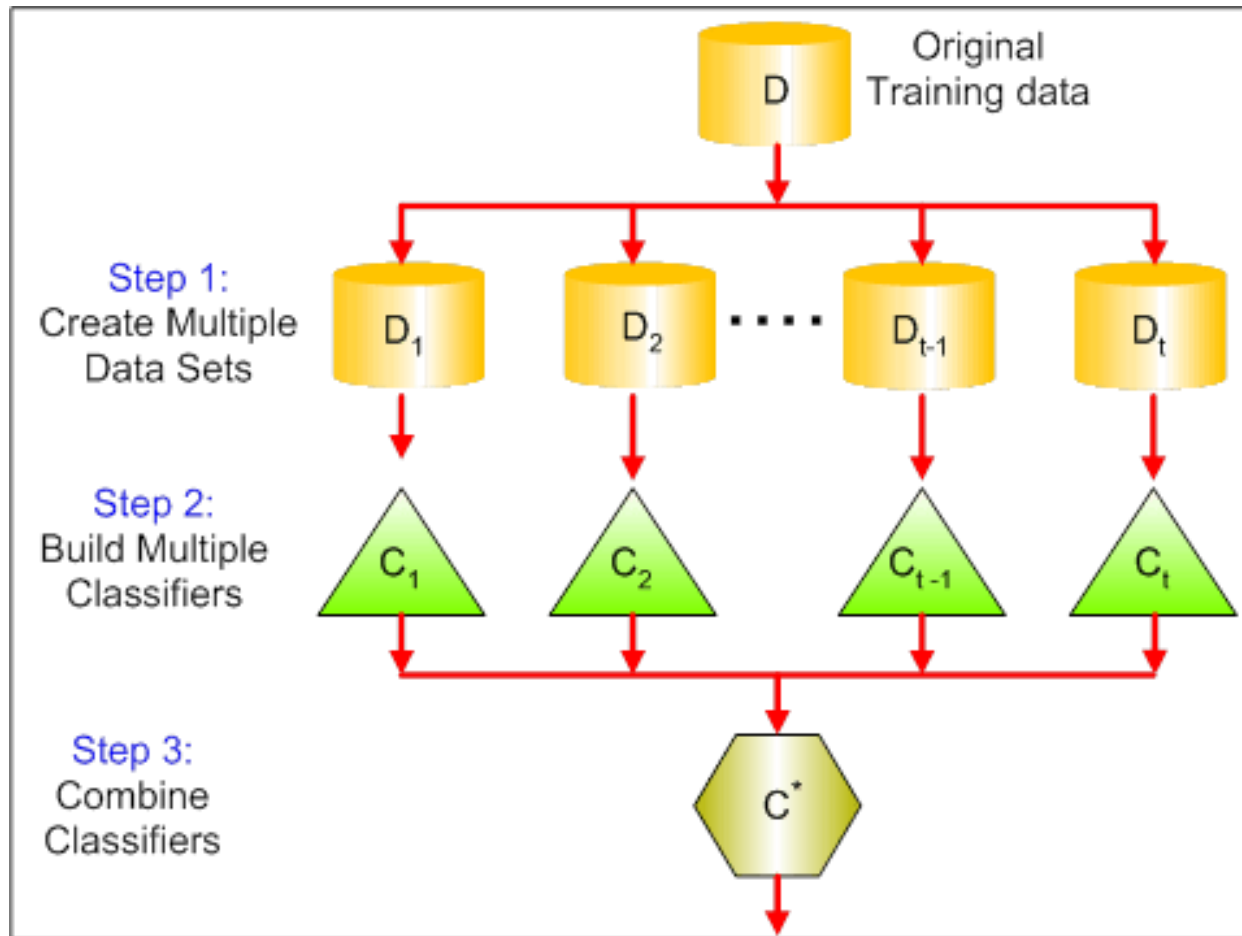 D
Original
Training data
Step 1:
Create Multiple
Data Sets
D₁
D₂
....
Dₜ₋₁
Dₜ
Step 2:
Build Multiple
Classifiers
C₁
C₂
Cₜ₋₁
Cₜ
Step 3:
Combine
Classifiers
C*